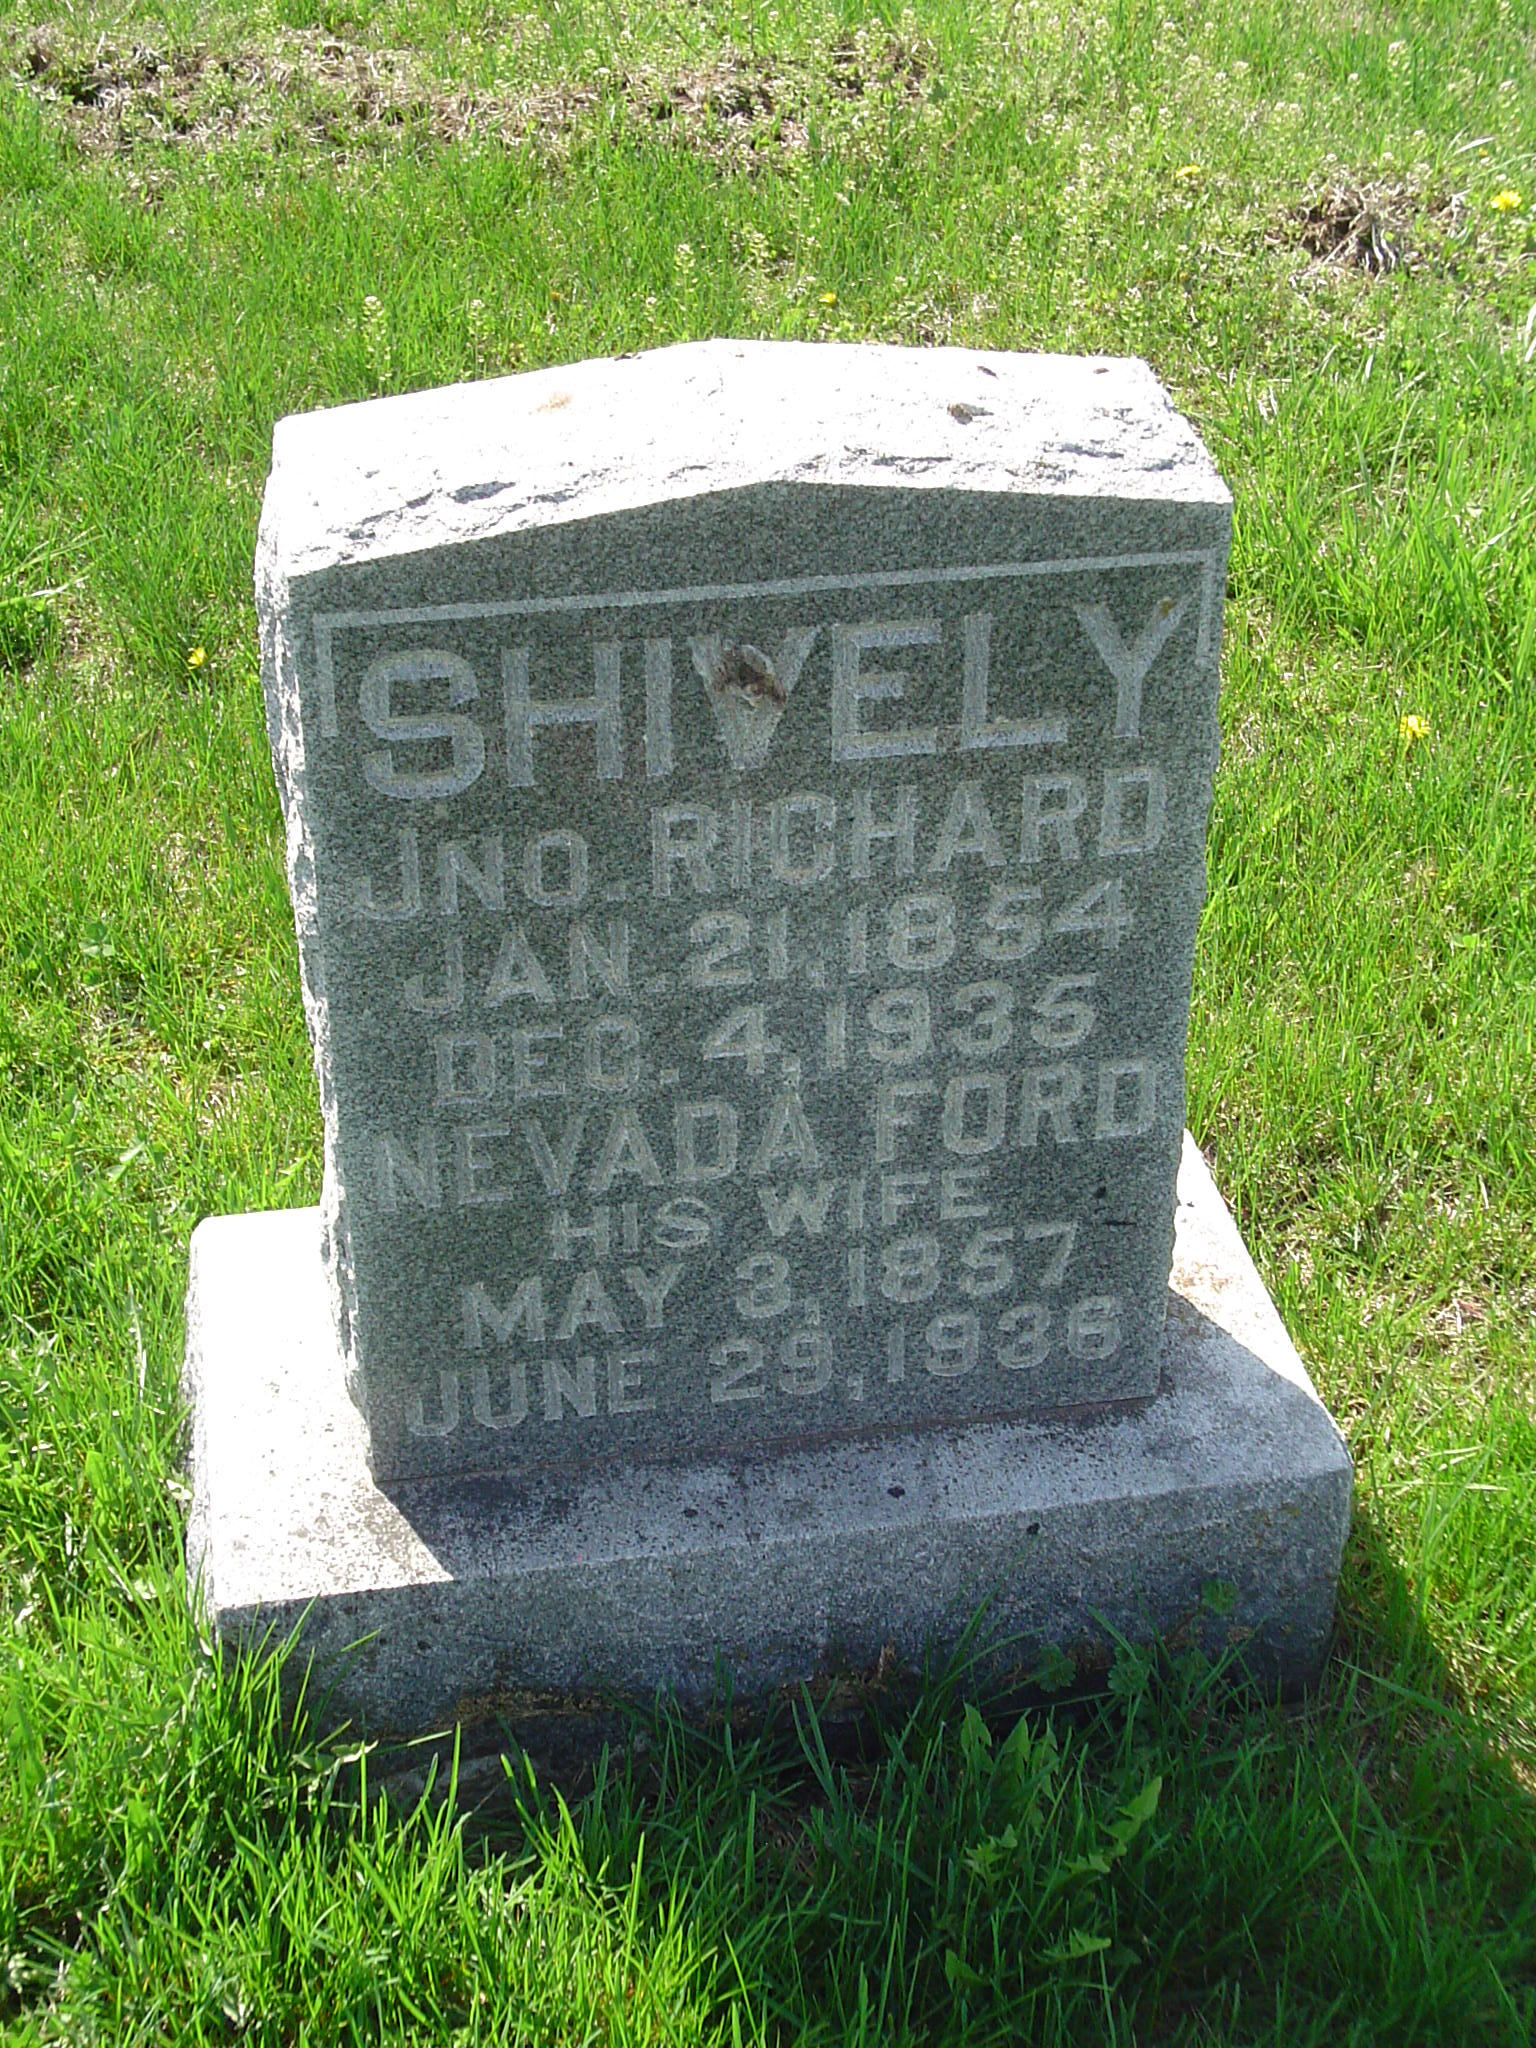 SHIVELY
JNO. RICHARD
JAN. 21, 1854
DEC. 4, 1935
NEVADA FORD
HIS WIFE
MAY 3, 1857
JUNE 29, 1936